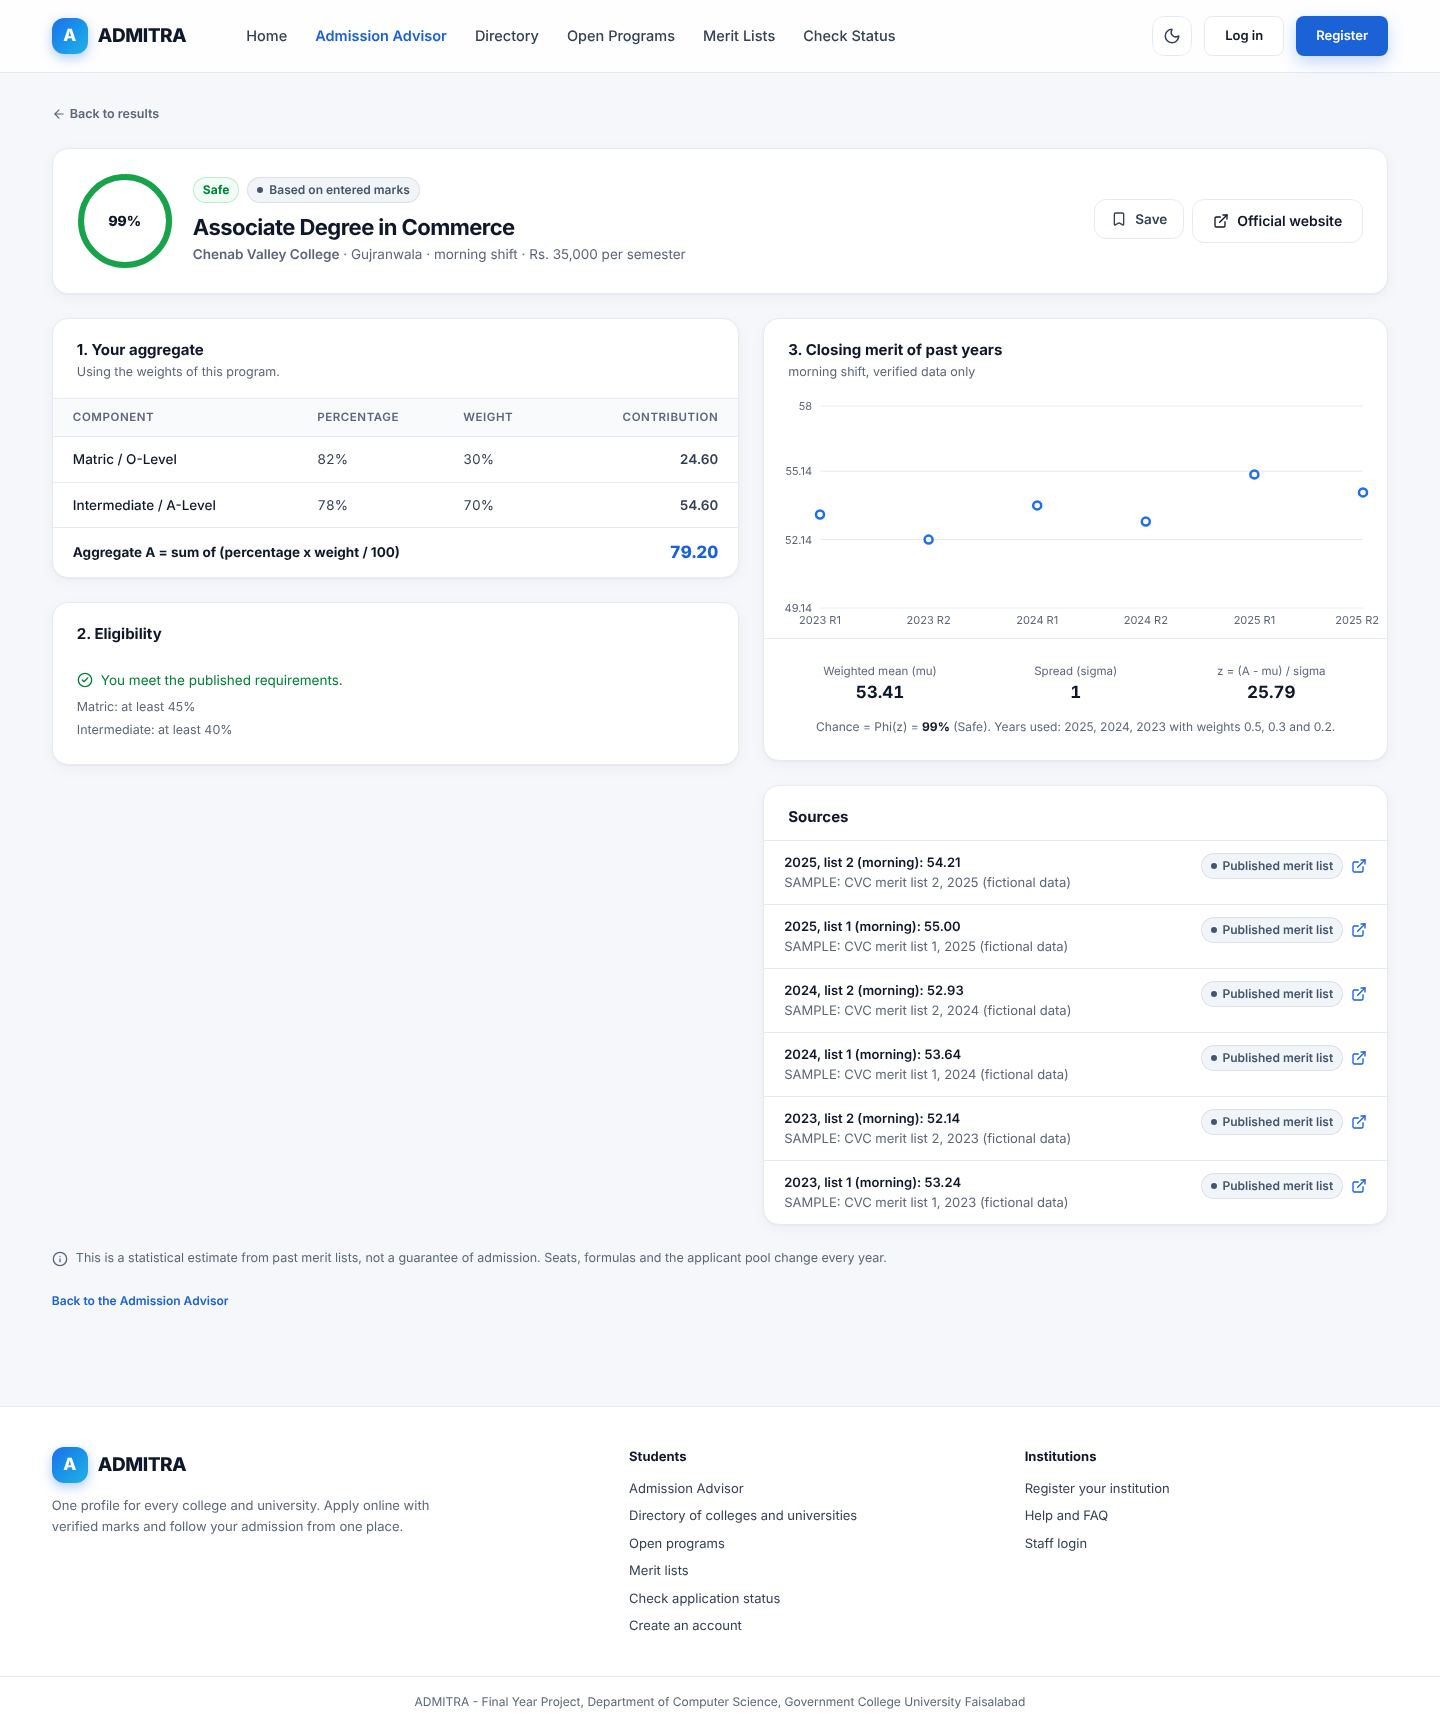 A ADMITRA Home Admission Advisor Directory Open Programs Merit Lists Check Status Log in Register
Back to results
99%
Safe Based on entered marks
Associate Degree in Commerce
Chenab Valley College · Gujranwala · morning shift · Rs. 35,000 per semester
Save Official website
1. Your aggregate
Using the weights of this program.
COMPONENT PERCENTAGE WEIGHT CONTRIBUTION
Matric / O-Level 82% 30% 24.60
Intermediate / A-Level 78% 70% 54.60
Aggregate A = sum of (percentage x weight / 100) 79.20
2. Eligibility
You meet the published requirements.
Matric: at least 45%
Intermediate: at least 40%
3. Closing merit of past years
morning shift, verified data only
58
55.14
52.14
49.14
2023 R1 2023 R2 2024 R1 2024 R2 2025 R1 2025 R2
Weighted mean (mu) Spread (sigma) z = (A - mu) / sigma
53.41 1 25.79
Chance = Phi(z) = 99% (Safe). Years used: 2025, 2024, 2023 with weights 0.5, 0.3 and 0.2.
Sources
2025, list 2 (morning): 54.21 Published merit list
SAMPLE: CVC merit list 2, 2025 (fictional data)
2025, list 1 (morning): 55.00 Published merit list
SAMPLE: CVC merit list 1, 2025 (fictional data)
2024, list 2 (morning): 52.93 Published merit list
SAMPLE: CVC merit list 2, 2024 (fictional data)
2024, list 1 (morning): 53.64 Published merit list
SAMPLE: CVC merit list 1, 2024 (fictional data)
2023, list 2 (morning): 52.14 Published merit list
SAMPLE: CVC merit list 2, 2023 (fictional data)
2023, list 1 (morning): 53.24 Published merit list
SAMPLE: CVC merit list 1, 2023 (fictional data)
This is a statistical estimate from past merit lists, not a guarantee of admission. Seats, formulas and the applicant pool change every year.
Back to the Admission Advisor
A ADMITRA
One profile for every college and university. Apply online with
verified marks and follow your admission from one place.
Students
Admission Advisor
Directory of colleges and universities
Open programs
Merit lists
Check application status
Create an account
Institutions
Register your institution
Help and FAQ
Staff login
ADMITRA - Final Year Project, Department of Computer Science, Government College University Faisalabad